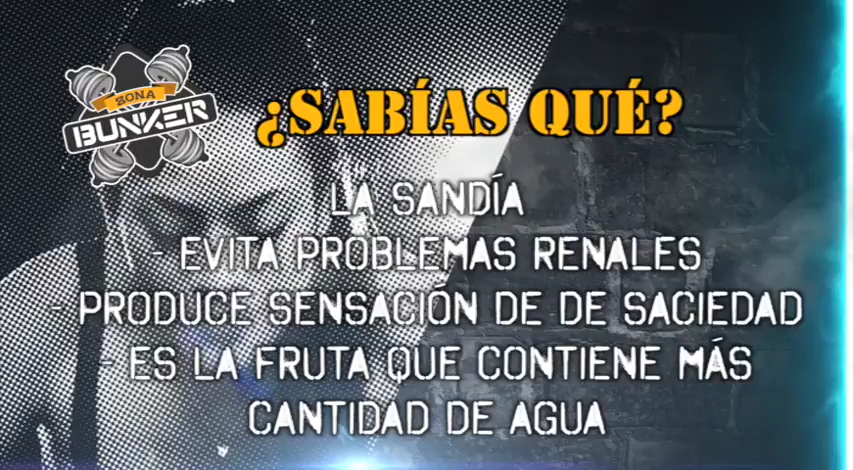 ZONA
BUNKER
¿SABÍAS QUÉ?
LA SANDÍA
- EVITA PROBLEMAS RENALES
- PRODUCE SENSACIÓN DE DE SACIEDAD
- ES LA FRUTA QUE CONTIENE MÁS
CANTIDAD DE AGUA